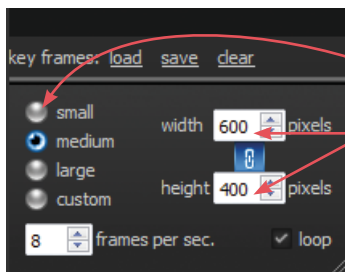 key frames: load save clear
small
medium
large
custom
width 600 pixels
height 400 pixels
8 frames per sec. loop